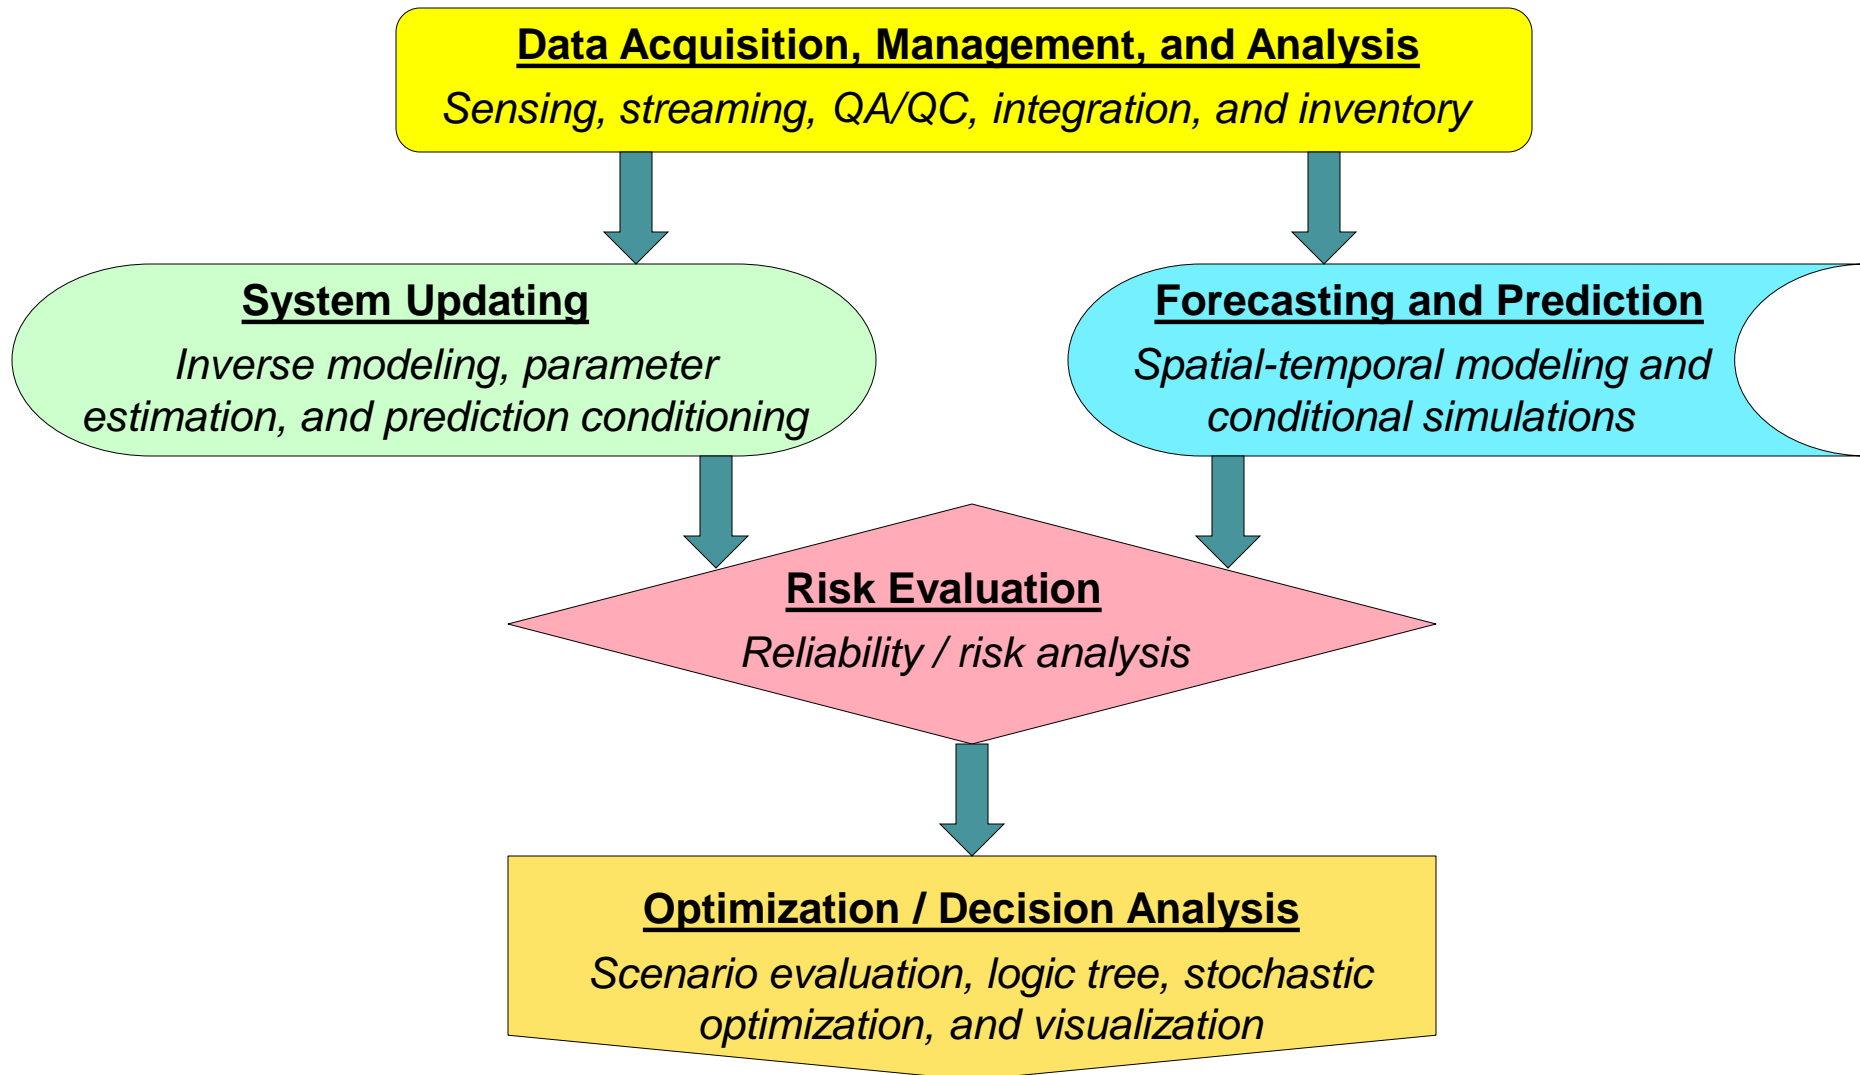 Data Acquisition, Management, and Analysis
Sensing, streaming, QA/QC, integration, and inventory
System Updating
Inverse modeling, parameter
estimation, and prediction conditioning
Forecasting and Prediction
Spatial-temporal modeling and
conditional simulations
Risk Evaluation
Reliability / risk analysis
Optimization / Decision Analysis
Scenario evaluation, logic tree, stochastic
optimization, and visualization